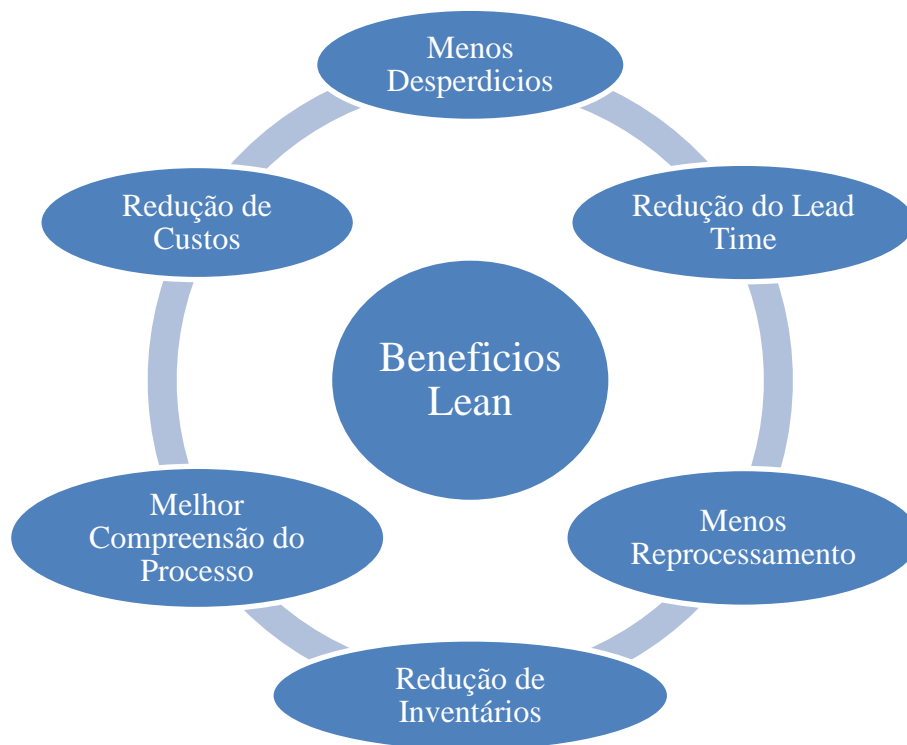 Menos
Desperdicios
Redução de
Custos
Redução do Lead
Time
Beneficios
Lean
Melhor
Compreensão do
Processo
Menos
Reprocessamento
Redução de
Inventários